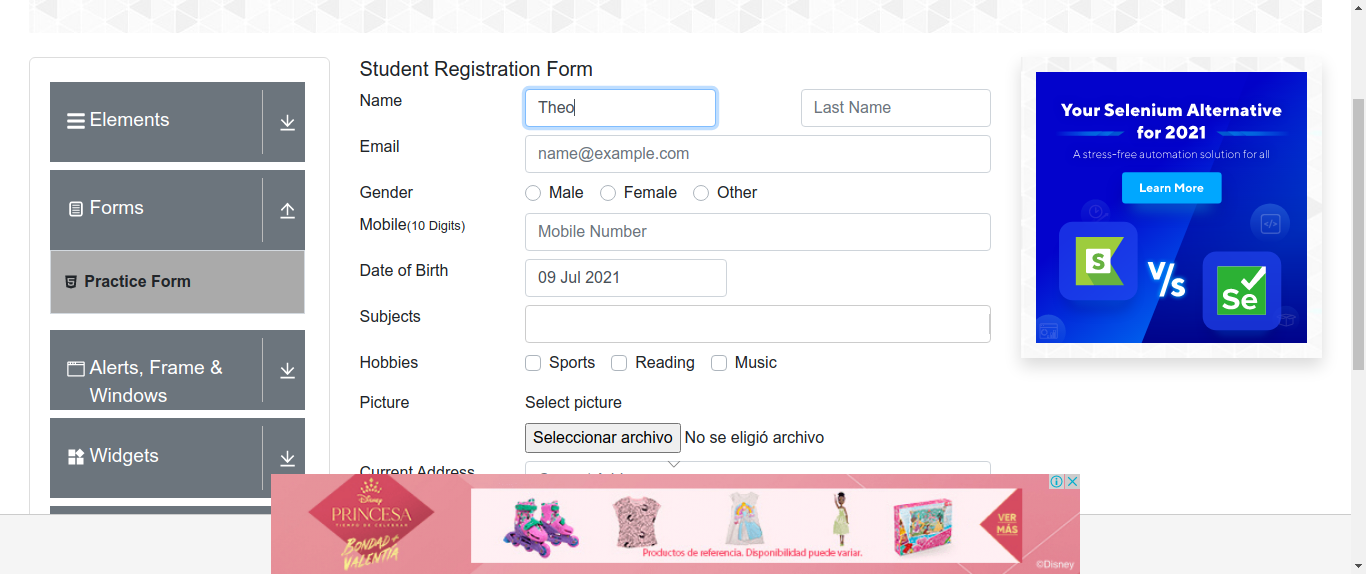 Elements
Forms
Practice Form
Alerts, Frame &
Windows
Widgets
Student Registration Form
Name
Theo
Last Name
Email
name@example.com
Gender
Male
Female
Other
Mobile(10 Digits)
Mobile Number
Date of Birth
09 Jul 2021
Subjects
Hobbies
Sports
Reading
Music
Picture
Select picture
Seleccionar archivo No se eligió archivo
Current Address
Your Selenium Alternative
for 2021
A stress-free automation solution for all
Learn More
S
V/s
Se
Disney
PRINCESA
TIEMPO DE CELEBRAR
BONDAD +
VALENTÍA
Productos de referencia. Disponibilidad puede variar.
VER
MÁS
©Disney